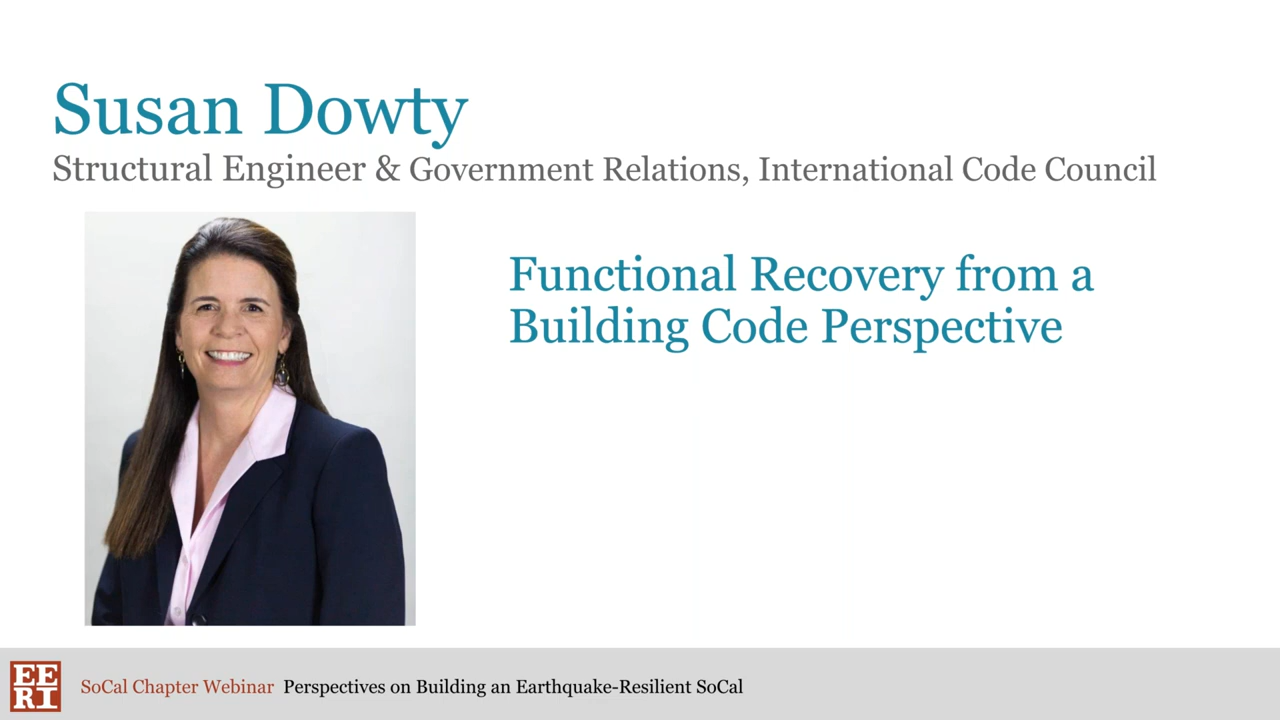 Susan Dowty
Structural Engineer & Government Relations, International Code Council
Functional Recovery from a
Building Code Perspective
EE
RI
SoCal Chapter Webinar Perspectives on Building an Earthquake-Resilient SoCal